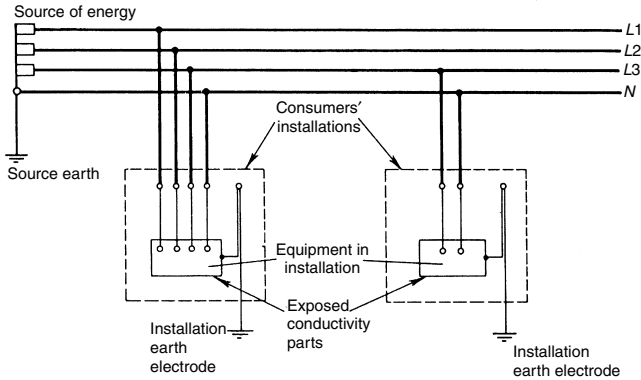 Source of energy
L1
L2
L3
N
Consumers′
installations
Source earth
Equipment in
installation
Exposed
conductivity
parts
Installation
earth
electrode
Installation
earth electrode